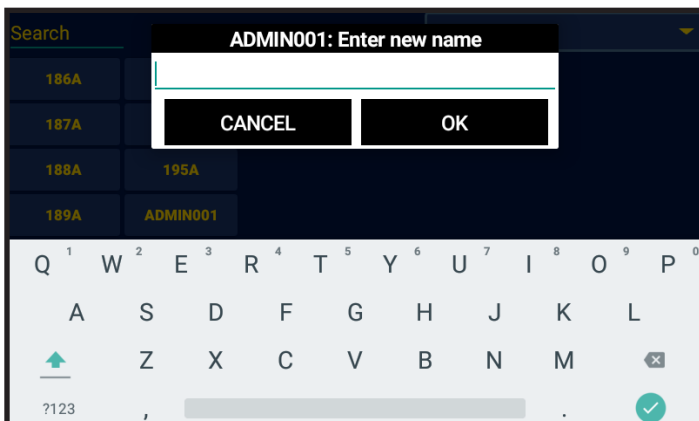 Search
ADMIN001: Enter new name
186A
187A
CANCEL OK
188A 195A
189A ADMIN001
Q 1 W 2 E 3 R 4 T 5 Y 6 U 7 I 8 O 9 P 0
A S D F G H J K L
Z X C V B N M
?123 , .